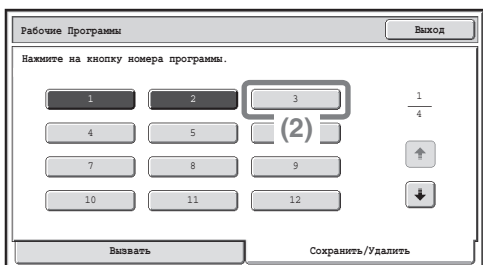 Рабочие Программы Выход
Нажмите на кнопку номера программы.
1 2 3 1
4
4 5 (2)
7 8 9
10 11 12
Вызвать Сохранить/Удалить